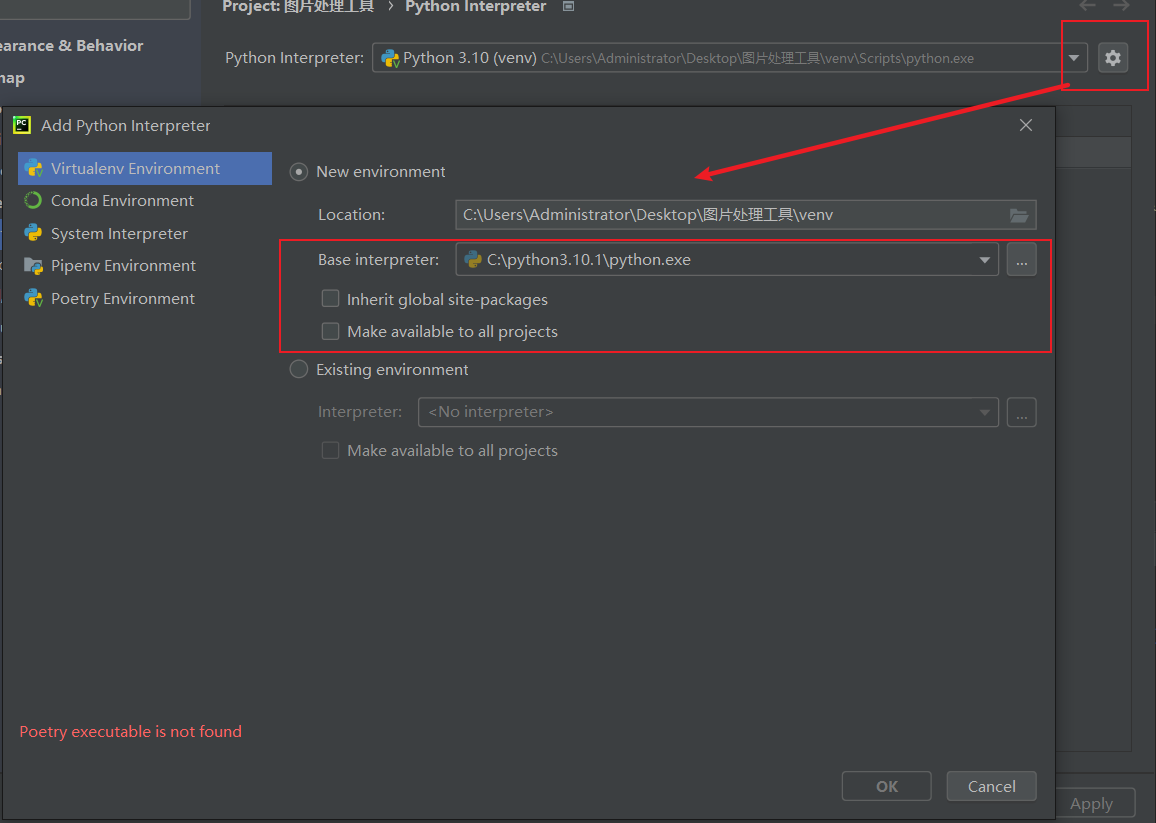 Project: 图片处理工具 › Python Interpreter
earance & Behavior
Python Interpreter: Python 3.10 (venv) C:\Users\Administrator\Desktop\图片处理工具\venv\Scripts\python.exe
map
PC Add Python Interpreter
Virtualenv Environment
New environment
Conda Environment
Location: C:\Users\Administrator\Desktop\图片处理工具\venv
System Interpreter
Base interpreter: C:\python3.10.1\python.exe ...
Pipenv Environment
Inherit global site-packages
Poetry Environment
Make available to all projects
Existing environment
Interpreter: <No interpreter> ...
Make available to all projects
Poetry executable is not found
OK Cancel
Apply